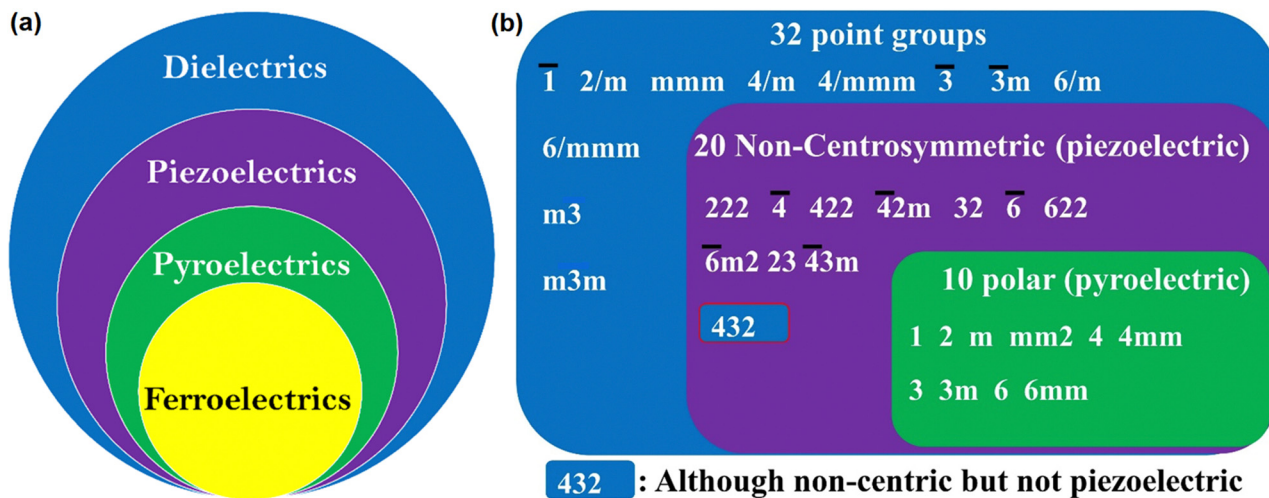 (a)
Dielectrics
Piezoelectrics
Pyroelectrics
Ferroelectrics
(b)
32 point groups
1̅ 2/m mmm 4/m 4/mmm 3̅ 3̅m 6/m
6/mmm
m3
m3m
20 Non-Centrosymmetric (piezoelectric)
222 4̅ 422 4̅2m 32 6̅ 622
6̅m2 23 4̅3m
432
10 polar (pyroelectric)
1 2 m mm2 4 4mm
3 3m 6 6mm
432 : Although non-centric but not piezoelectric